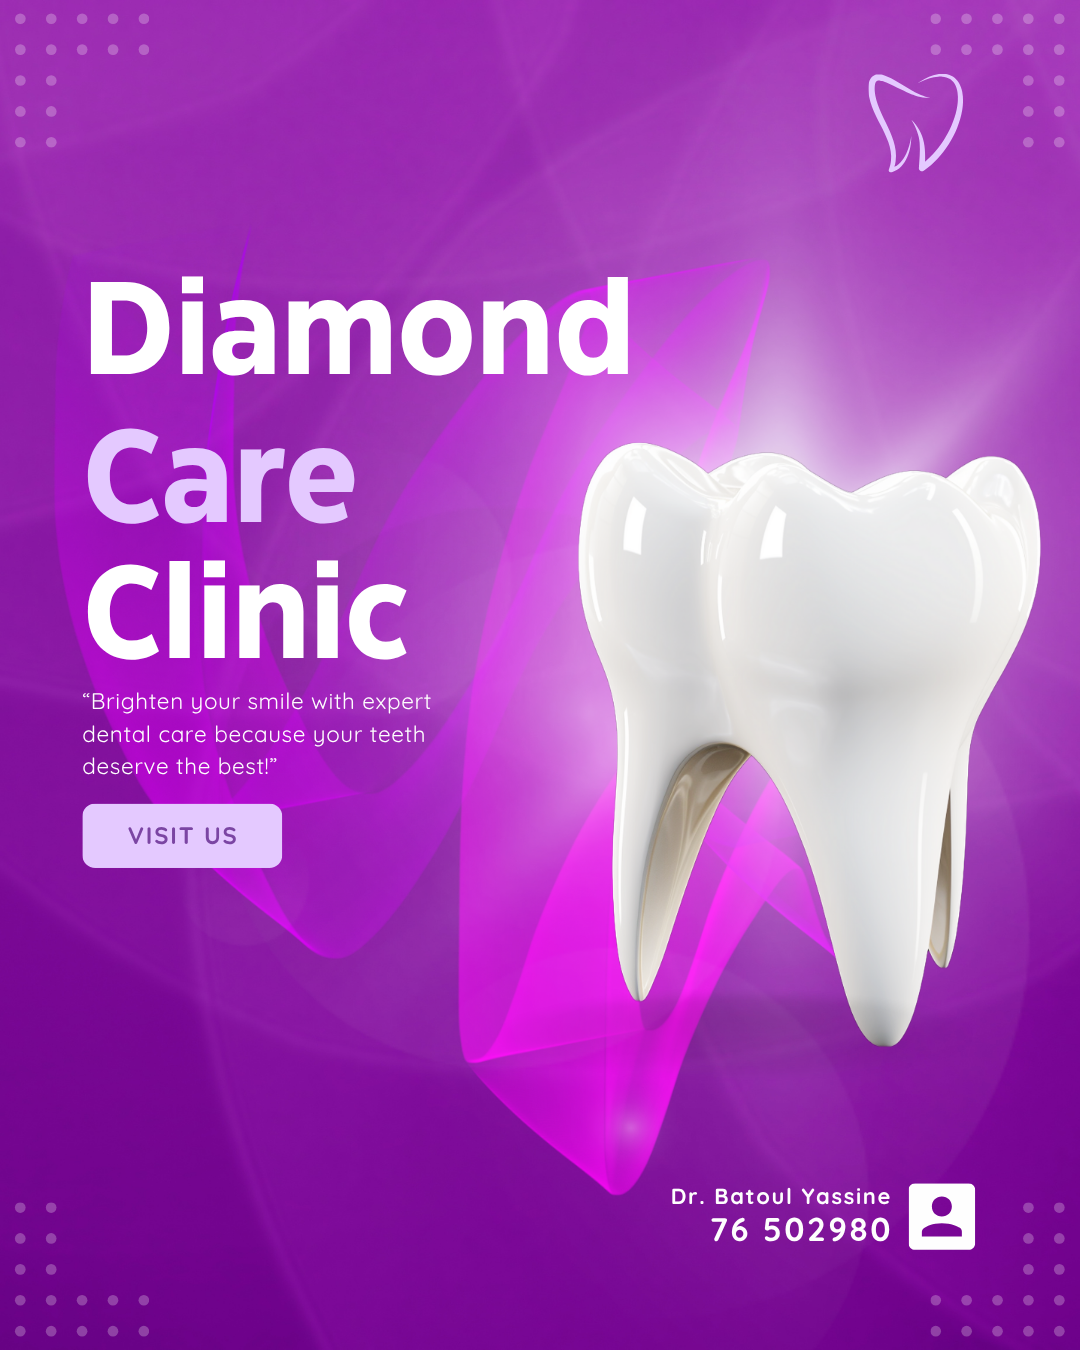 Diamond
Care
Clinic
“Brighten your smile with expert
dental care because your teeth
deserve the best!”
VISIT US
Dr. Batoul Yassine
76 502980